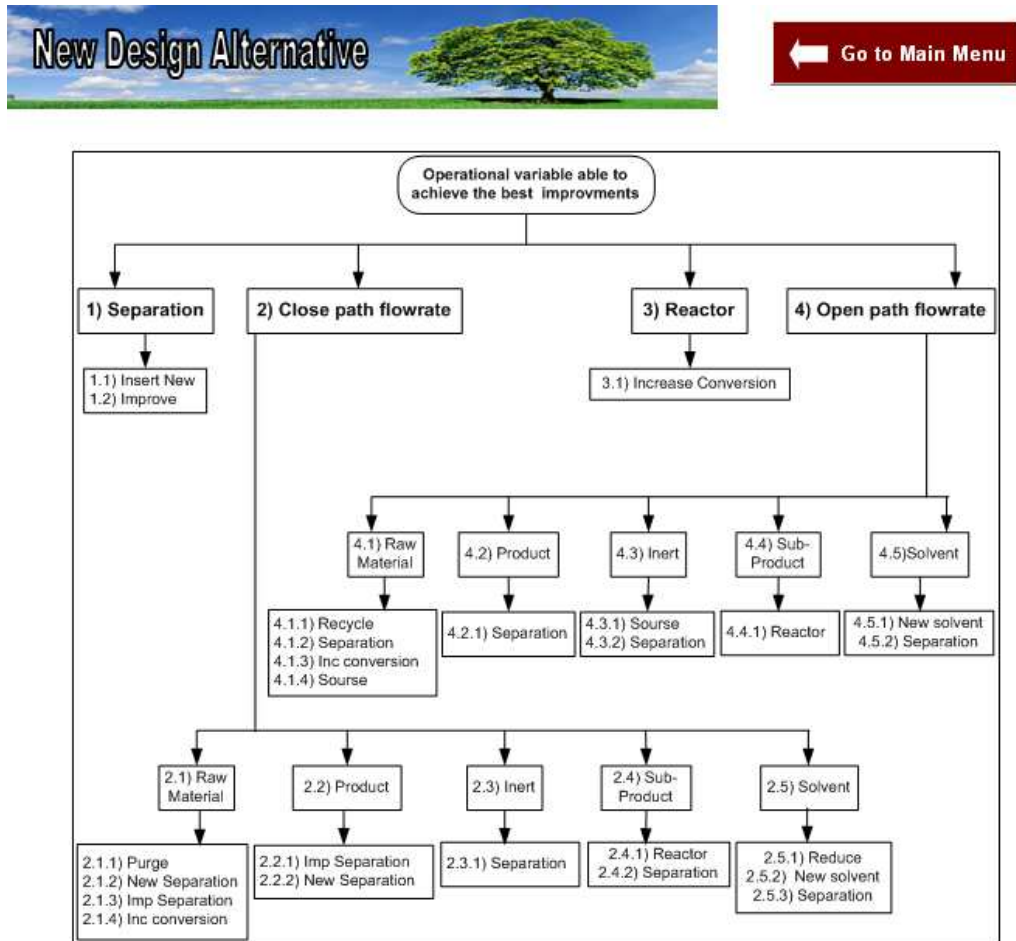 New Design Alternative
Go to Main Menu
Operational variable able to
achieve the best improvments
1) Separation
2) Close path flowrate
3) Reactor
4) Open path flowrate
1.1) Insert New
1.2) Improve
3.1) Increase Conversion
4.1) Raw
Material
4.2) Product
4.3) Inert
4.4) Sub-
Product
4.5)Solvent
4.1.1) Recycle
4.1.2) Separation
4.1.3) Inc conversion
4.1.4) Sourse
4.2.1) Separation
4.3.1) Sourse
4.3.2) Separation
4.4.1) Reactor
4.5.1) New solvent
4.5.2) Separation
2.1) Raw
Material
2.2) Product
2.3) Inert
2.4) Sub-
Product
2.5) Solvent
2.1.1) Purge
2.1.2) New Separation
2.1.3) Imp Separation
2.1.4) Inc conversion
2.2.1) Imp Separation
2.2.2) New Separation
2.3.1) Separation
2.4.1) Reactor
2.4.2) Separation
2.5.1) Reduce
2.5.2) New solvent
2.5.3) Separation